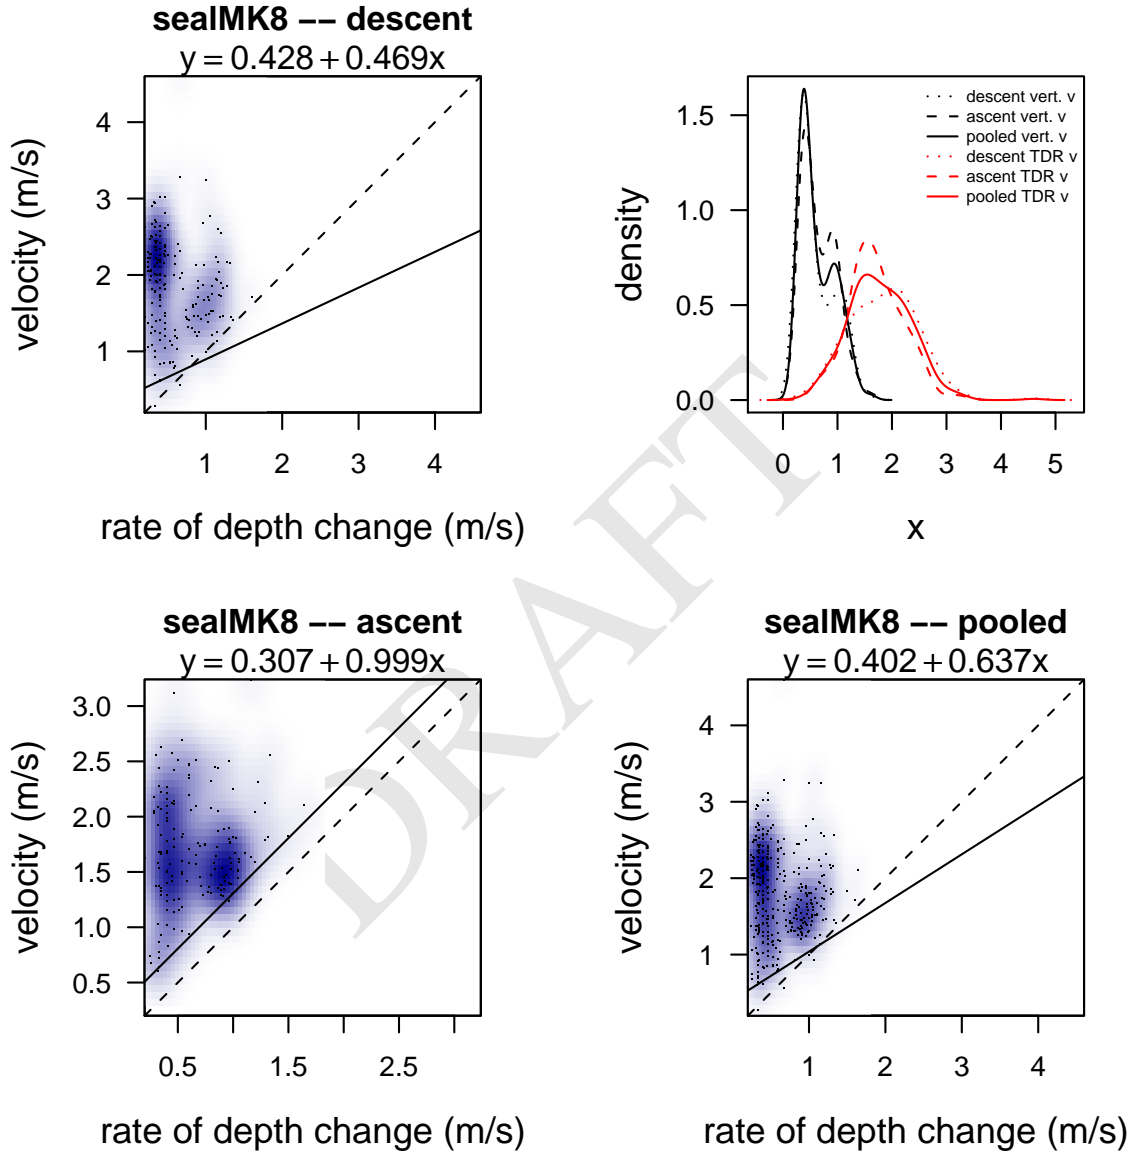 sealMK8 −− descent
y = 0.428 + 0.469x
velocity (m/s)
4
3
2
1
1 2 3 4
rate of depth change (m/s)
density
1.5
1.0
0.5
0.0
descent vert. v
ascent vert. v
pooled vert. v
descent TDR v
ascent TDR v
pooled TDR v
0 1 2 3 4 5
x
DRAFT
sealMK8 −− ascent
y = 0.307 + 0.999x
velocity (m/s)
3.0
2.5
2.0
1.5
1.0
0.5
0.5 1.5 2.5
rate of depth change (m/s)
sealMK8 −− pooled
y = 0.402 + 0.637x
velocity (m/s)
4
3
2
1
1 2 3 4
rate of depth change (m/s)